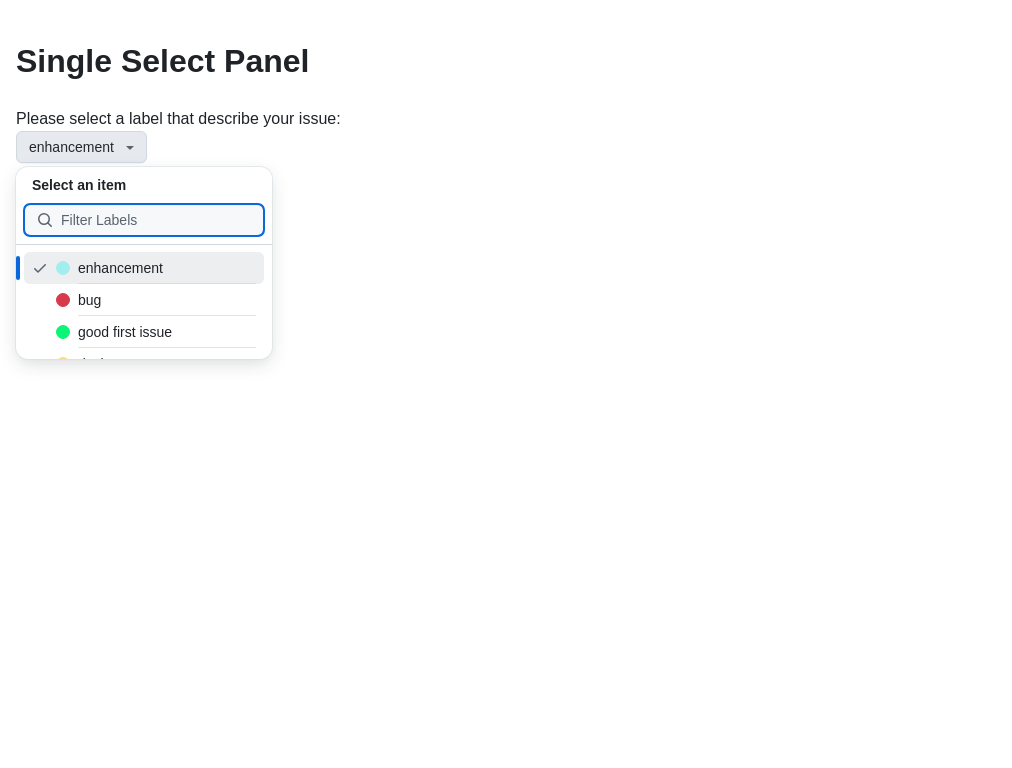 Single Select Panel
Please select a label that describe your issue:
enhancement
Select an item
Filter Labels
enhancement
bug
good first issue